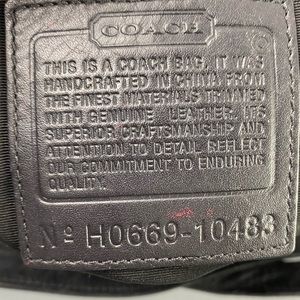 COACH
©
THIS IS A COACH BAG. IT WAS
HANDCRAFTED IN CHINA FROM
THE FINEST MATERIALS TRIMMED
WITH GENUINE LEATHER. ITS
SUPERIOR CRAFTSMANSHIP AND
ATTENTION TO DETAIL REFLECT
OUR COMMITMENT TO ENDURING
QUALITY.
Nº H0669-10483